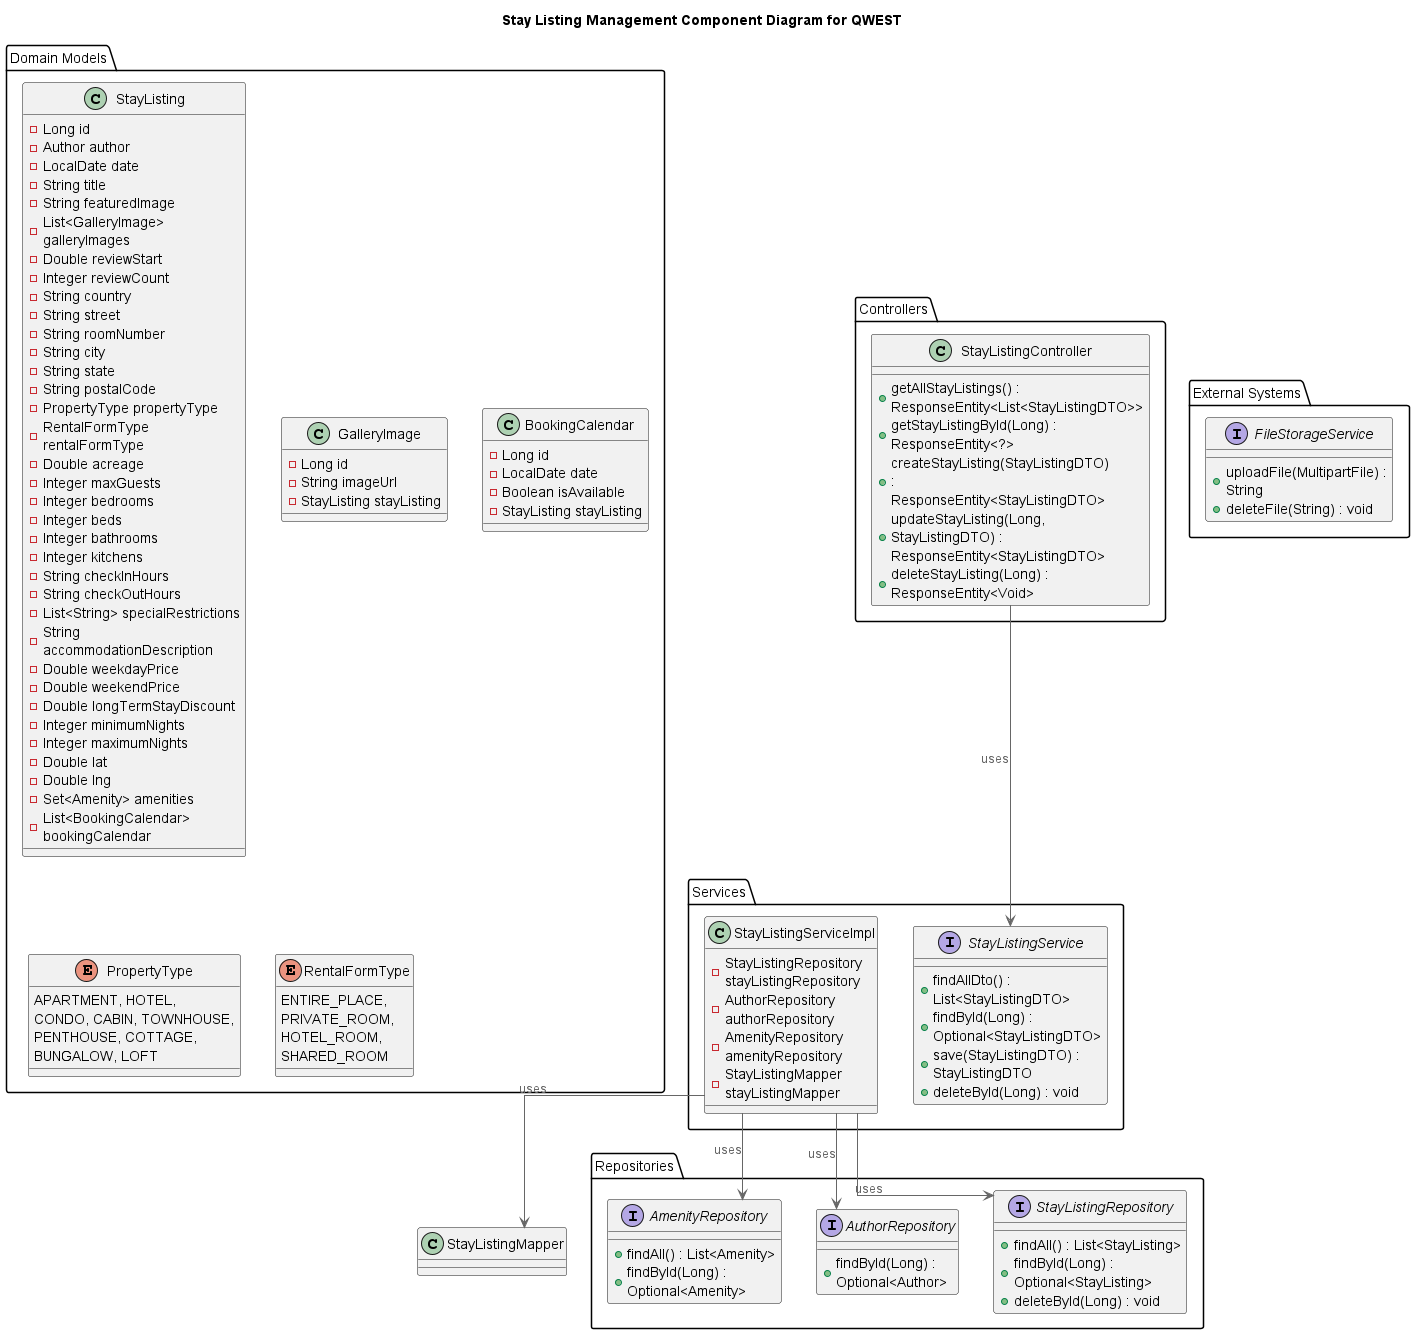 Stay Listing Management Component Diagram for QWEST
Domain Models
C StayListing
Long id
Author author
LocalDate date
String title
String featuredImage
List<GalleryImage>
galleryImages
Double reviewStart
Integer reviewCount
String country
String street
String roomNumber
String city
String state
String postalCode
PropertyType propertyType
RentalFormType
rentalFormType
Double acreage
Integer maxGuests
Integer bedrooms
Integer beds
Integer bathrooms
Integer kitchens
String checkInHours
String checkOutHours
List<String> specialRestrictions
String
accommodationDescription
Double weekdayPrice
Double weekendPrice
Double longTermStayDiscount
Integer minimumNights
Integer maximumNights
Double lat
Double lng
Set<Amenity> amenities
List<BookingCalendar>
bookingCalendar
C GalleryImage
Long id
String imageUrl
StayListing stayListing
C BookingCalendar
Long id
LocalDate date
Boolean isAvailable
StayListing stayListing
E PropertyType
APARTMENT, HOTEL,
CONDO, CABIN, TOWNHOUSE,
PENTHOUSE, COTTAGE,
BUNGALOW, LOFT
E RentalFormType
ENTIRE_PLACE,
PRIVATE_ROOM,
HOTEL_ROOM,
SHARED_ROOM
Controllers
C StayListingController
getAllStayListings() :
ResponseEntity<List<StayListingDTO>>
getStayListingById(Long) :
ResponseEntity<?>
createStayListing(StayListingDTO)
:
ResponseEntity<StayListingDTO>
updateStayListing(Long,
StayListingDTO) :
ResponseEntity<StayListingDTO>
deleteStayListing(Long) :
ResponseEntity<Void>
External Systems
I FileStorageService
uploadFile(MultipartFile) :
String
deleteFile(String) : void
uses
Services
C StayListingServiceImpl
StayListingRepository
stayListingRepository
AuthorRepository
authorRepository
AmenityRepository
amenityRepository
StayListingMapper
stayListingMapper
I StayListingService
findAllDto() :
List<StayListingDTO>
findById(Long) :
Optional<StayListingDTO>
save(StayListingDTO) :
StayListingDTO
deleteById(Long) : void
uses
uses
uses
uses
C StayListingMapper
Repositories
I AmenityRepository
findAll() : List<Amenity>
findById(Long) :
Optional<Amenity>
I AuthorRepository
findById(Long) :
Optional<Author>
I StayListingRepository
findAll() : List<StayListing>
findById(Long) :
Optional<StayListing>
deleteById(Long) : void